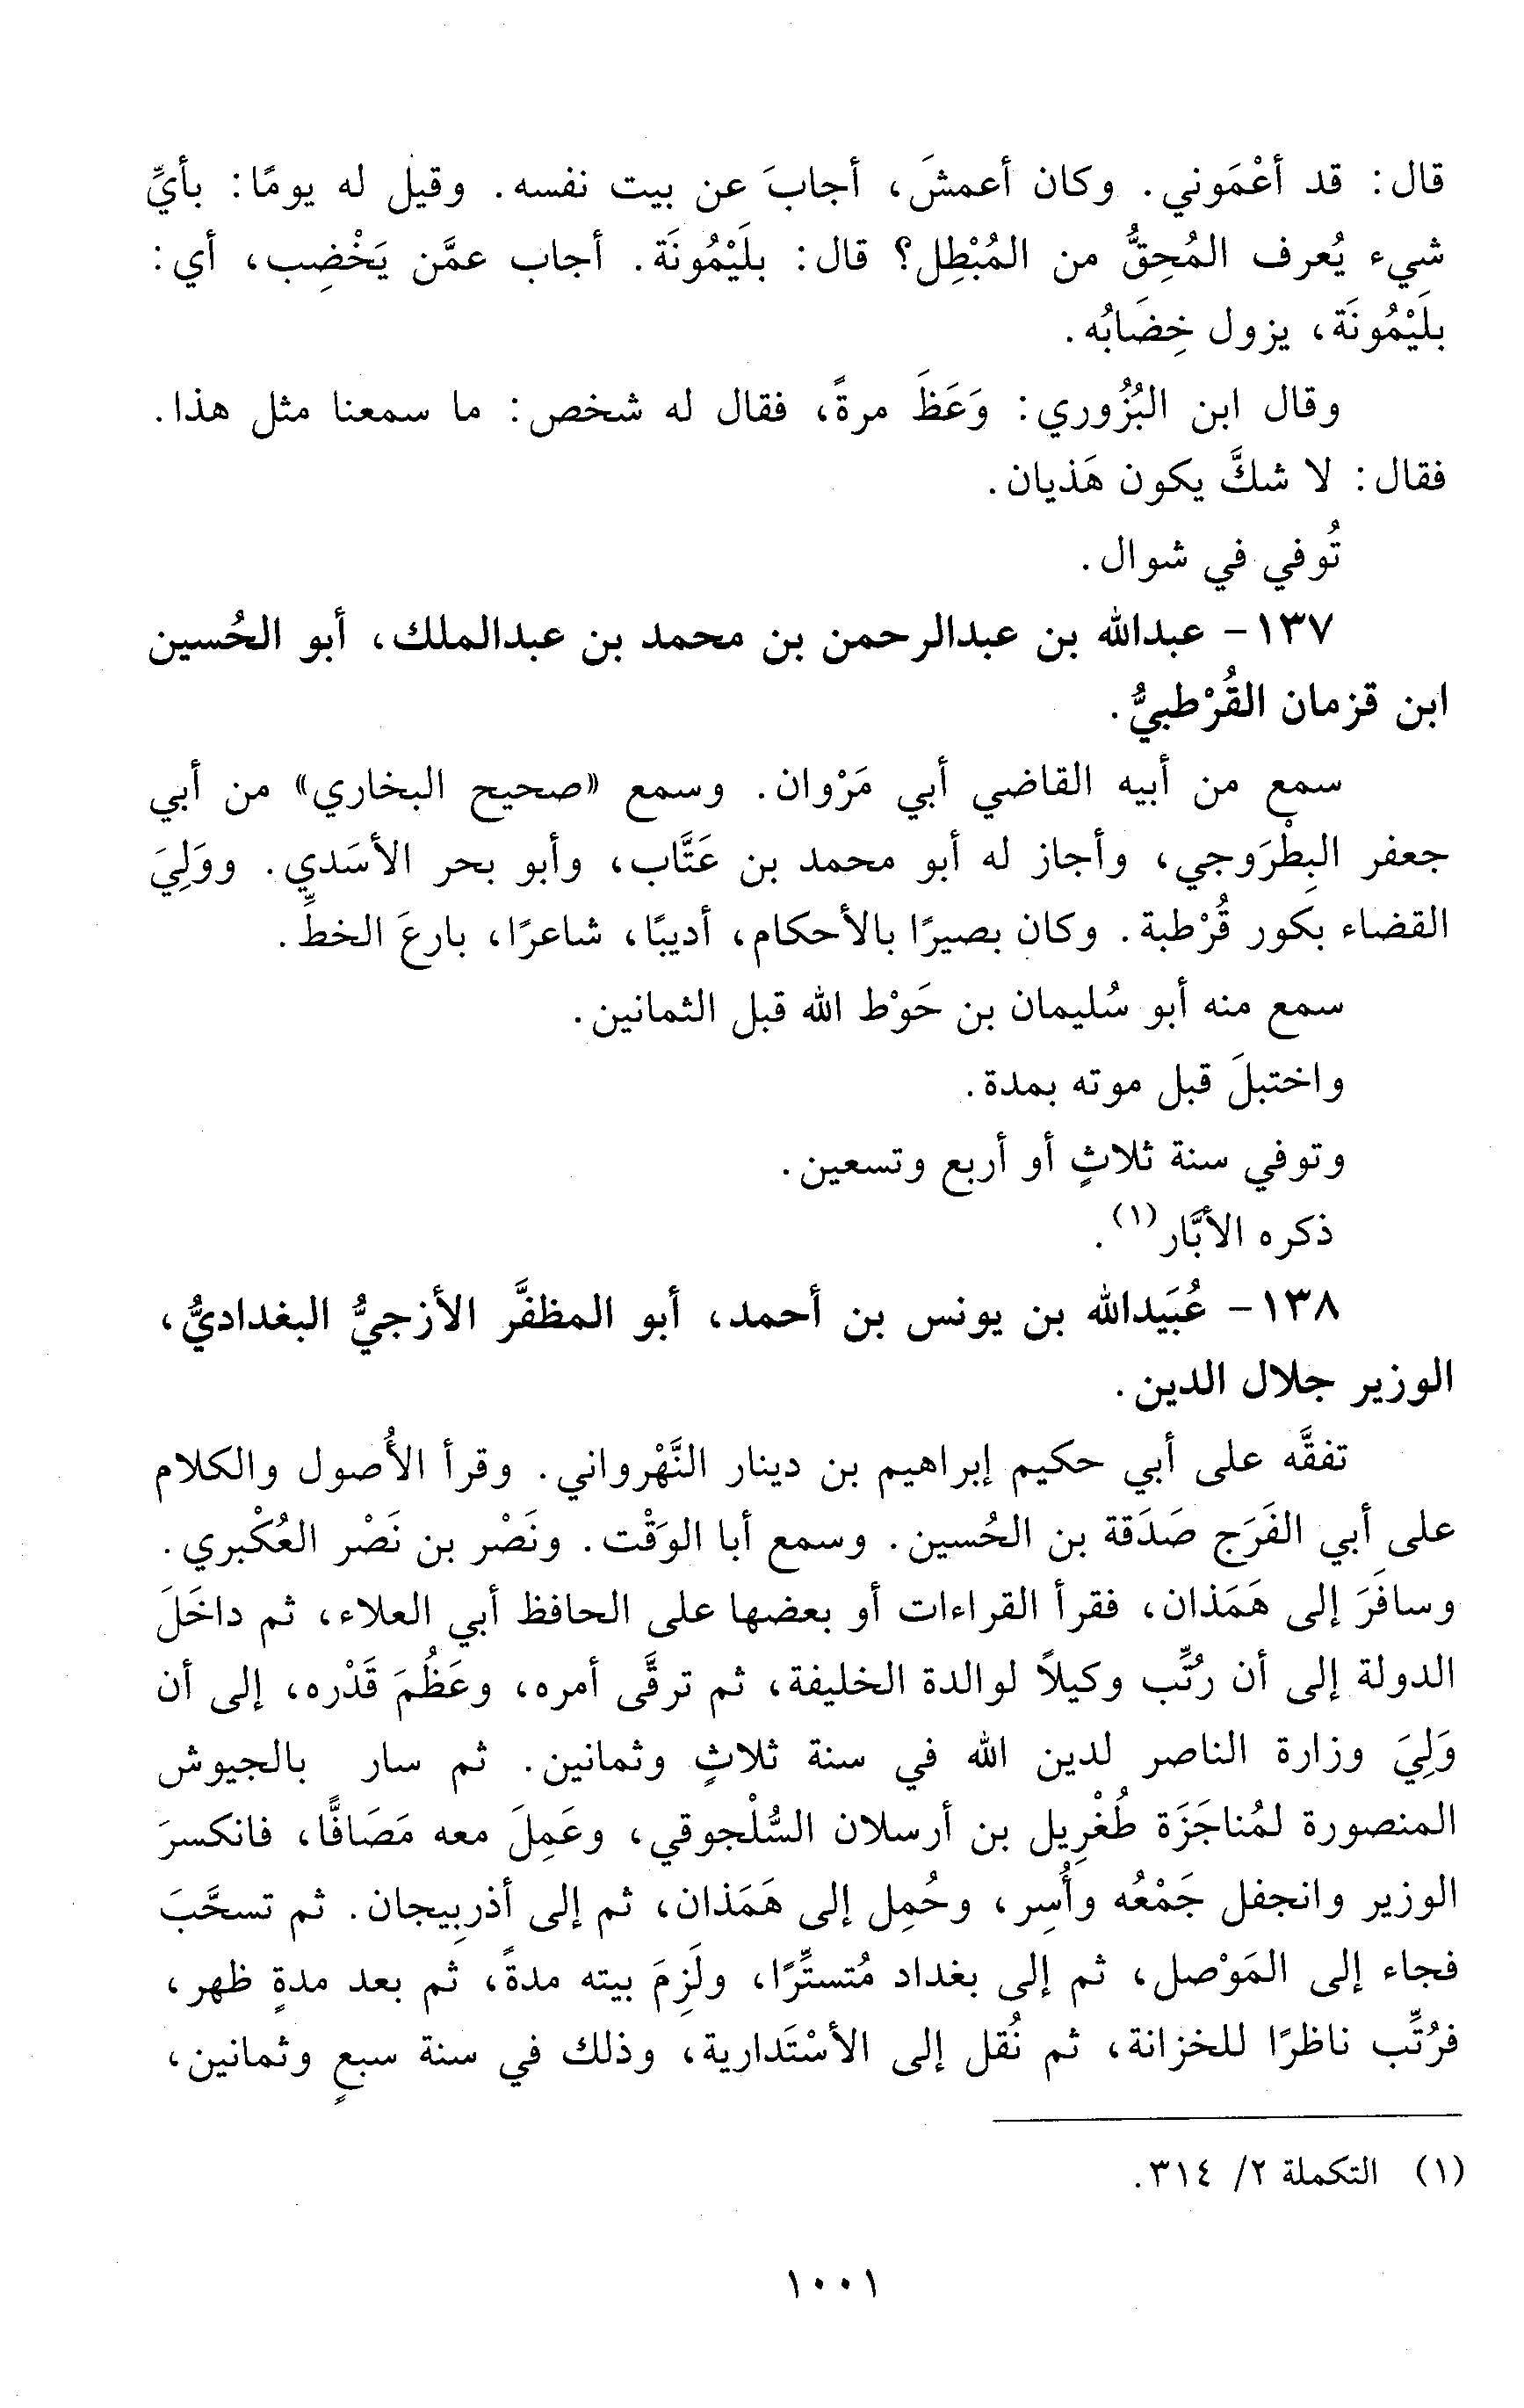 قال: قد أعْمَوني. وكان أعمشَ، أجابَ عن بيت نفسه. وقيل له يومًا: بأيِّ
شيء يُعرف المُحِقُّ من المُبْطِل؟ قال: بلَيْمُونَة. أجاب عمَّن يَخْضِب، أي:
بلَيْمُونَة، يزول خِضَابُه.
وقال ابن البُزُوري: وَعَظَ مرةً، فقال له شخص: ما سمعنا مثل هذا.
فقال: لا شكَّ يكون هَذيان.
تُوفي في شوال.
١٣٧- عبدالله بن عبدالرحمن بن محمد بن عبدالملك، أبو الحُسين
ابن قزمان القُرْطبيُّ.
سمع من أبيه القاضي أبي مَرْوان. وسمع «صحيح البخاري» من أبي
جعفر البِطْرَوجي، وأجاز له أبو محمد بن عَتَّاب، وأبو بحر الأسَدي. ووَلِيَ
القضاء بكور قُرْطبة. وكان بصيرًا بالأحكام، أديبًا، شاعرًا، بارعَ الخطِّ.
سمع منه أبو سُليمان بن حَوْط الله قبل الثمانين.
واختبلَ قبل موته بمدة.
وتوفي سنة ثلاثٍ أو أربع وتسعين.
ذكره الأبَّار(١).
١٣٨- عُبَيدالله بن يونس بن أحمد، أبو المظفَّر الأزجيُّ البغداديُّ،
الوزير جلال الدين.
تفقَّه على أبي حكيم إبراهيم بن دينار النَّهْرواني. وقرأ الأُصول والكلام
على أبي الفَرَج صَدَقة بن الحُسين. وسمع أبا الوَقْت. ونَصْر بن نَصْر العُكْبري.
وسافَرَ إلى هَمَذان، فقرأ القراءات أو بعضها على الحافظ أبي العلاء، ثم داخَلَ
الدولة إلى أن رُتِّب وكيلاً لوالدة الخليفة، ثم ترقَّى أمره، وعَظُمَ قَدْره، إلى أن
وَلِيَ وزارة الناصر لدين الله في سنة ثلاثٍ وثمانين. ثم سار بالجيوش
المنصورة لمُناجَزَة طُغْرِيل بن أرسلان السُّلْجوقي، وعَمِلَ معه مَصَافًّا، فانكسرَ
الوزير وانجفل جَمْعُه وأُسِر، وحُمِل إلى هَمَذان، ثم إلى أذربِيجان. ثم تسحَّبَ
فجاء إلى المَوْصل، ثم إلى بغداد مُتستِّرًا، ولَزِمَ بيته مدةً، ثم بعد مدةٍ ظهر،
فرُتِّب ناظرًا للخزانة، ثم نُقل إلى الأسْتَدارية، وذلك في سنة سبعٍ وثمانين،
(١) التكملة ٢/ ٣١٤.
١٠٠١